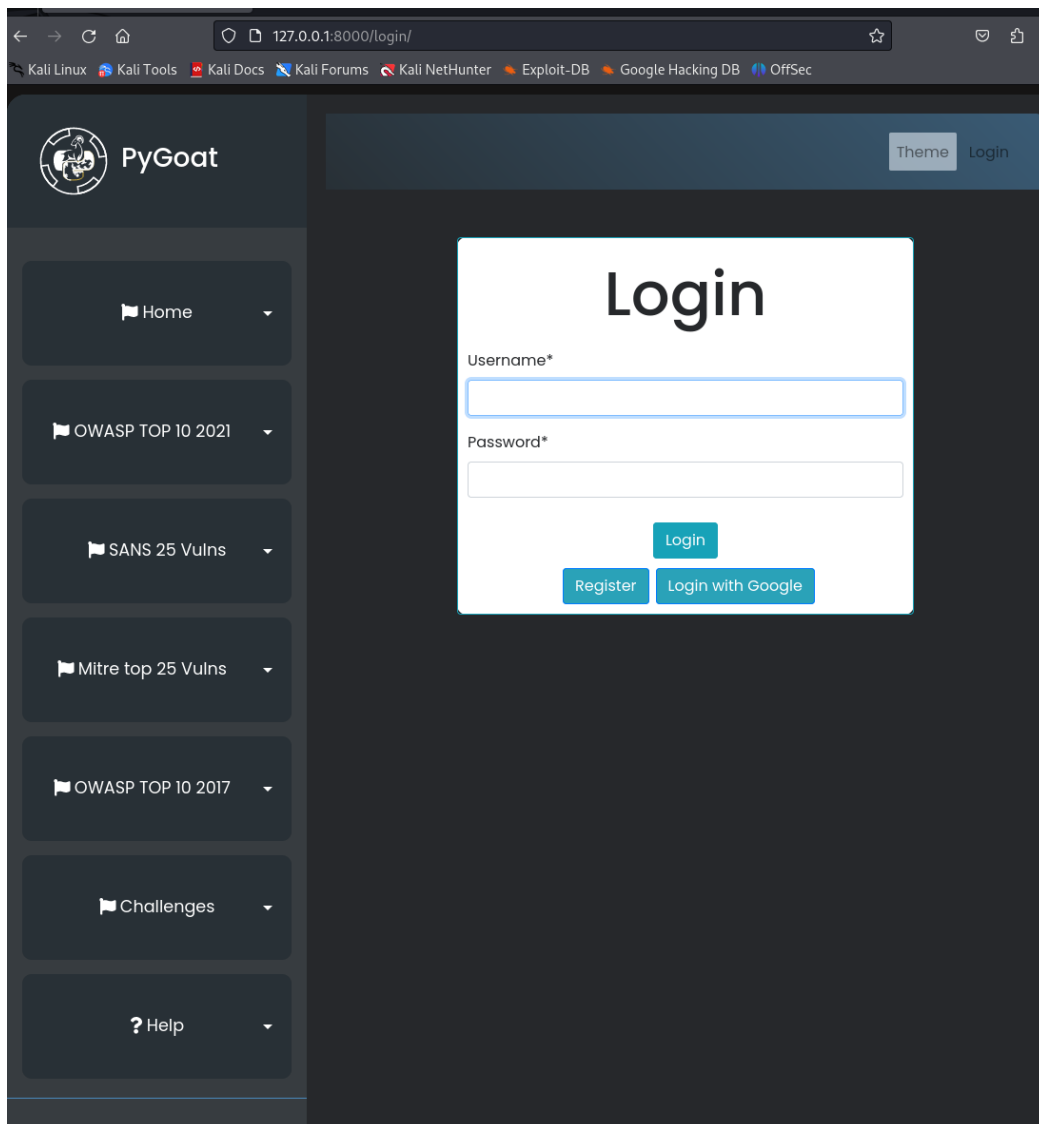 127.0.0.1:8000/login/
Kali Linux Kali Tools Kali Docs Kali Forums Kali NetHunter Exploit-DB Google Hacking DB OffSec
PyGoat
Theme Login
Login
Username*
Password*
Login
Register Login with Google
Home
OWASP TOP 10 2021
SANS 25 Vulns
Mitre top 25 Vulns
OWASP TOP 10 2017
Challenges
? Help